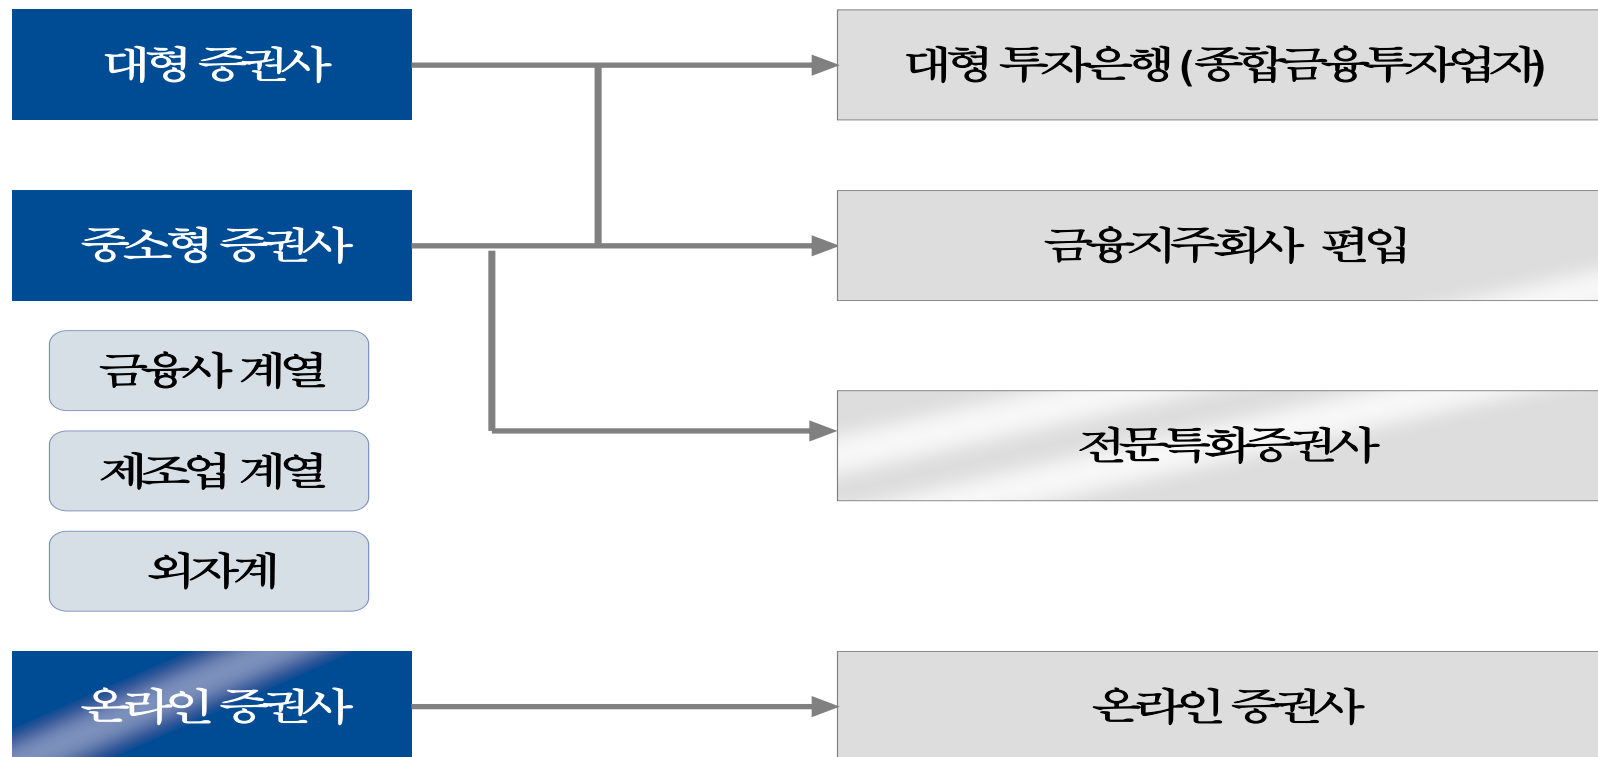 대형 증권사
대형 투자은행 (종합금융투자업자)
중소형 증권사
금융지주회사 편입
금융사 계열
제조업 계열
전문특화증권사
외자계
온라인 증권사
온라인 증권사